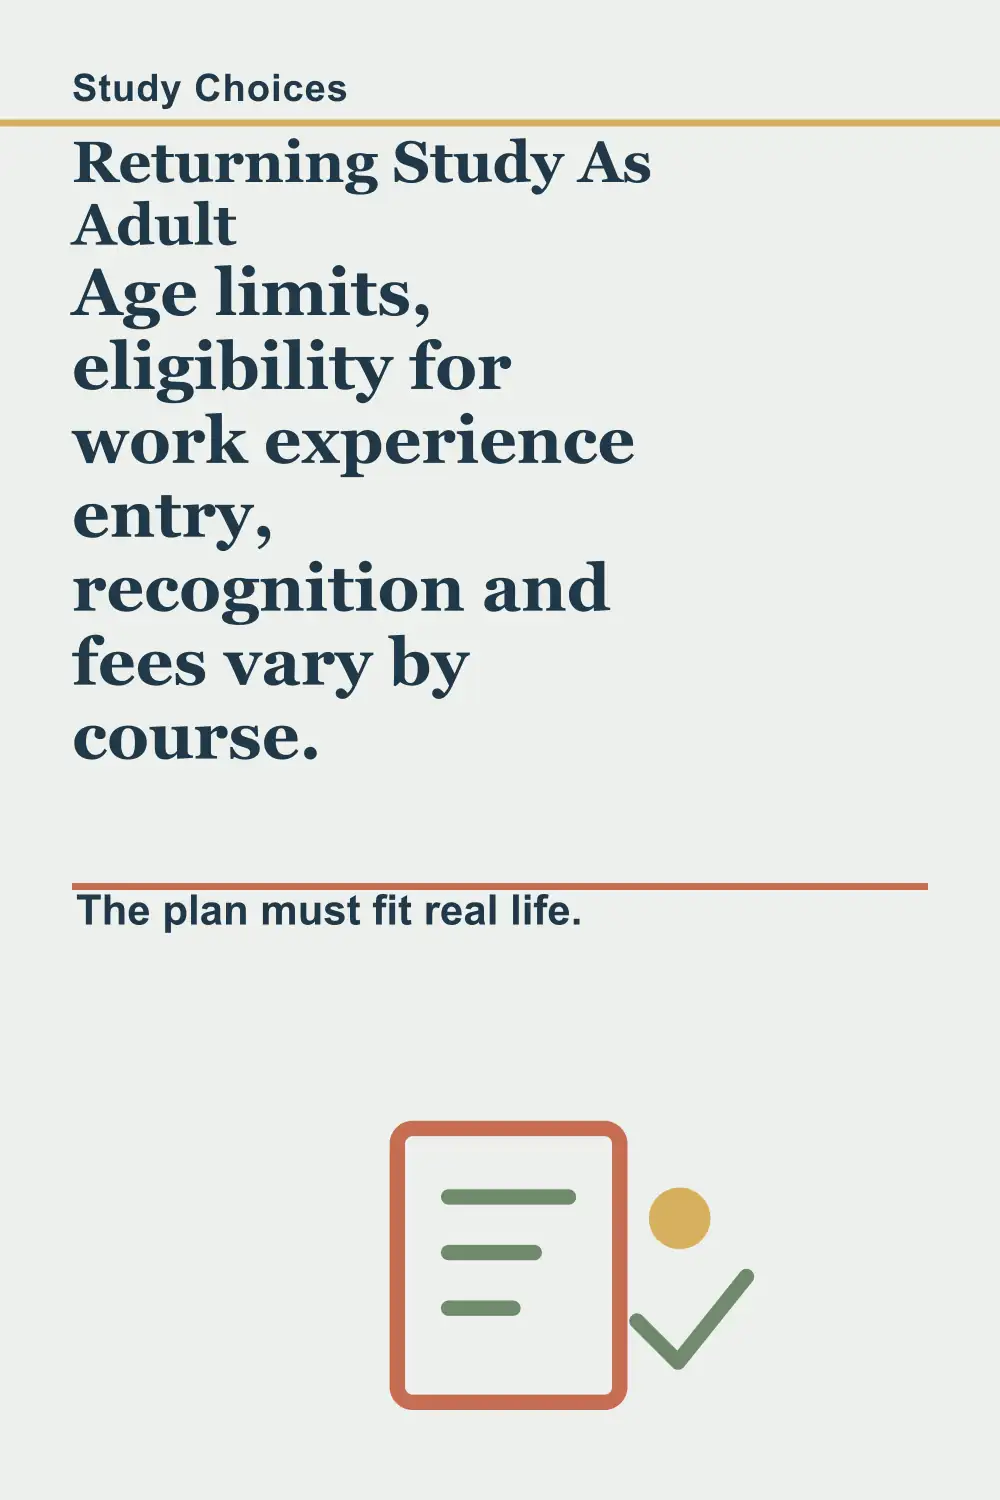 Study Choices
Returning Study As
Adult
Age limits,
eligibility for
work experience
entry,
recognition and
fees vary by
course.
The plan must fit real life.